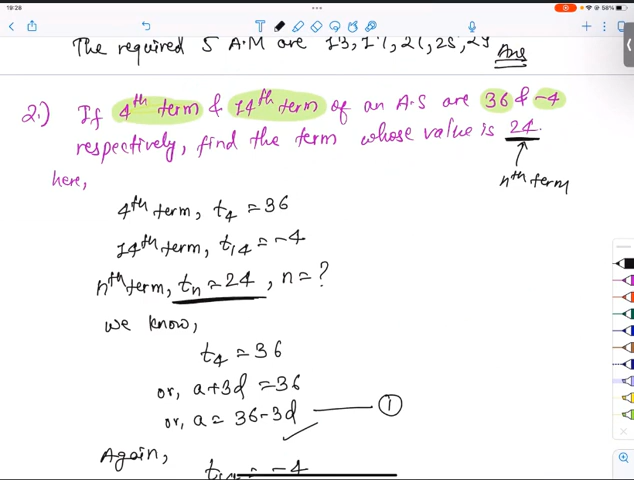 19:28
58%
The required 5 A.M are 13, 17, 21, 25, 29 Ans
2.) If 4th term & 14th term of an A.S are 36 & -4
respectively, find the term whose value is 24.
here,
nth term
4th term, t4 = 36
14th term, t14 = -4
nth term, tn = 24, n = ?
we know,
t4 = 36
or, a+3d = 36
or, a = 36-3d ①
Again,
t14 = -4